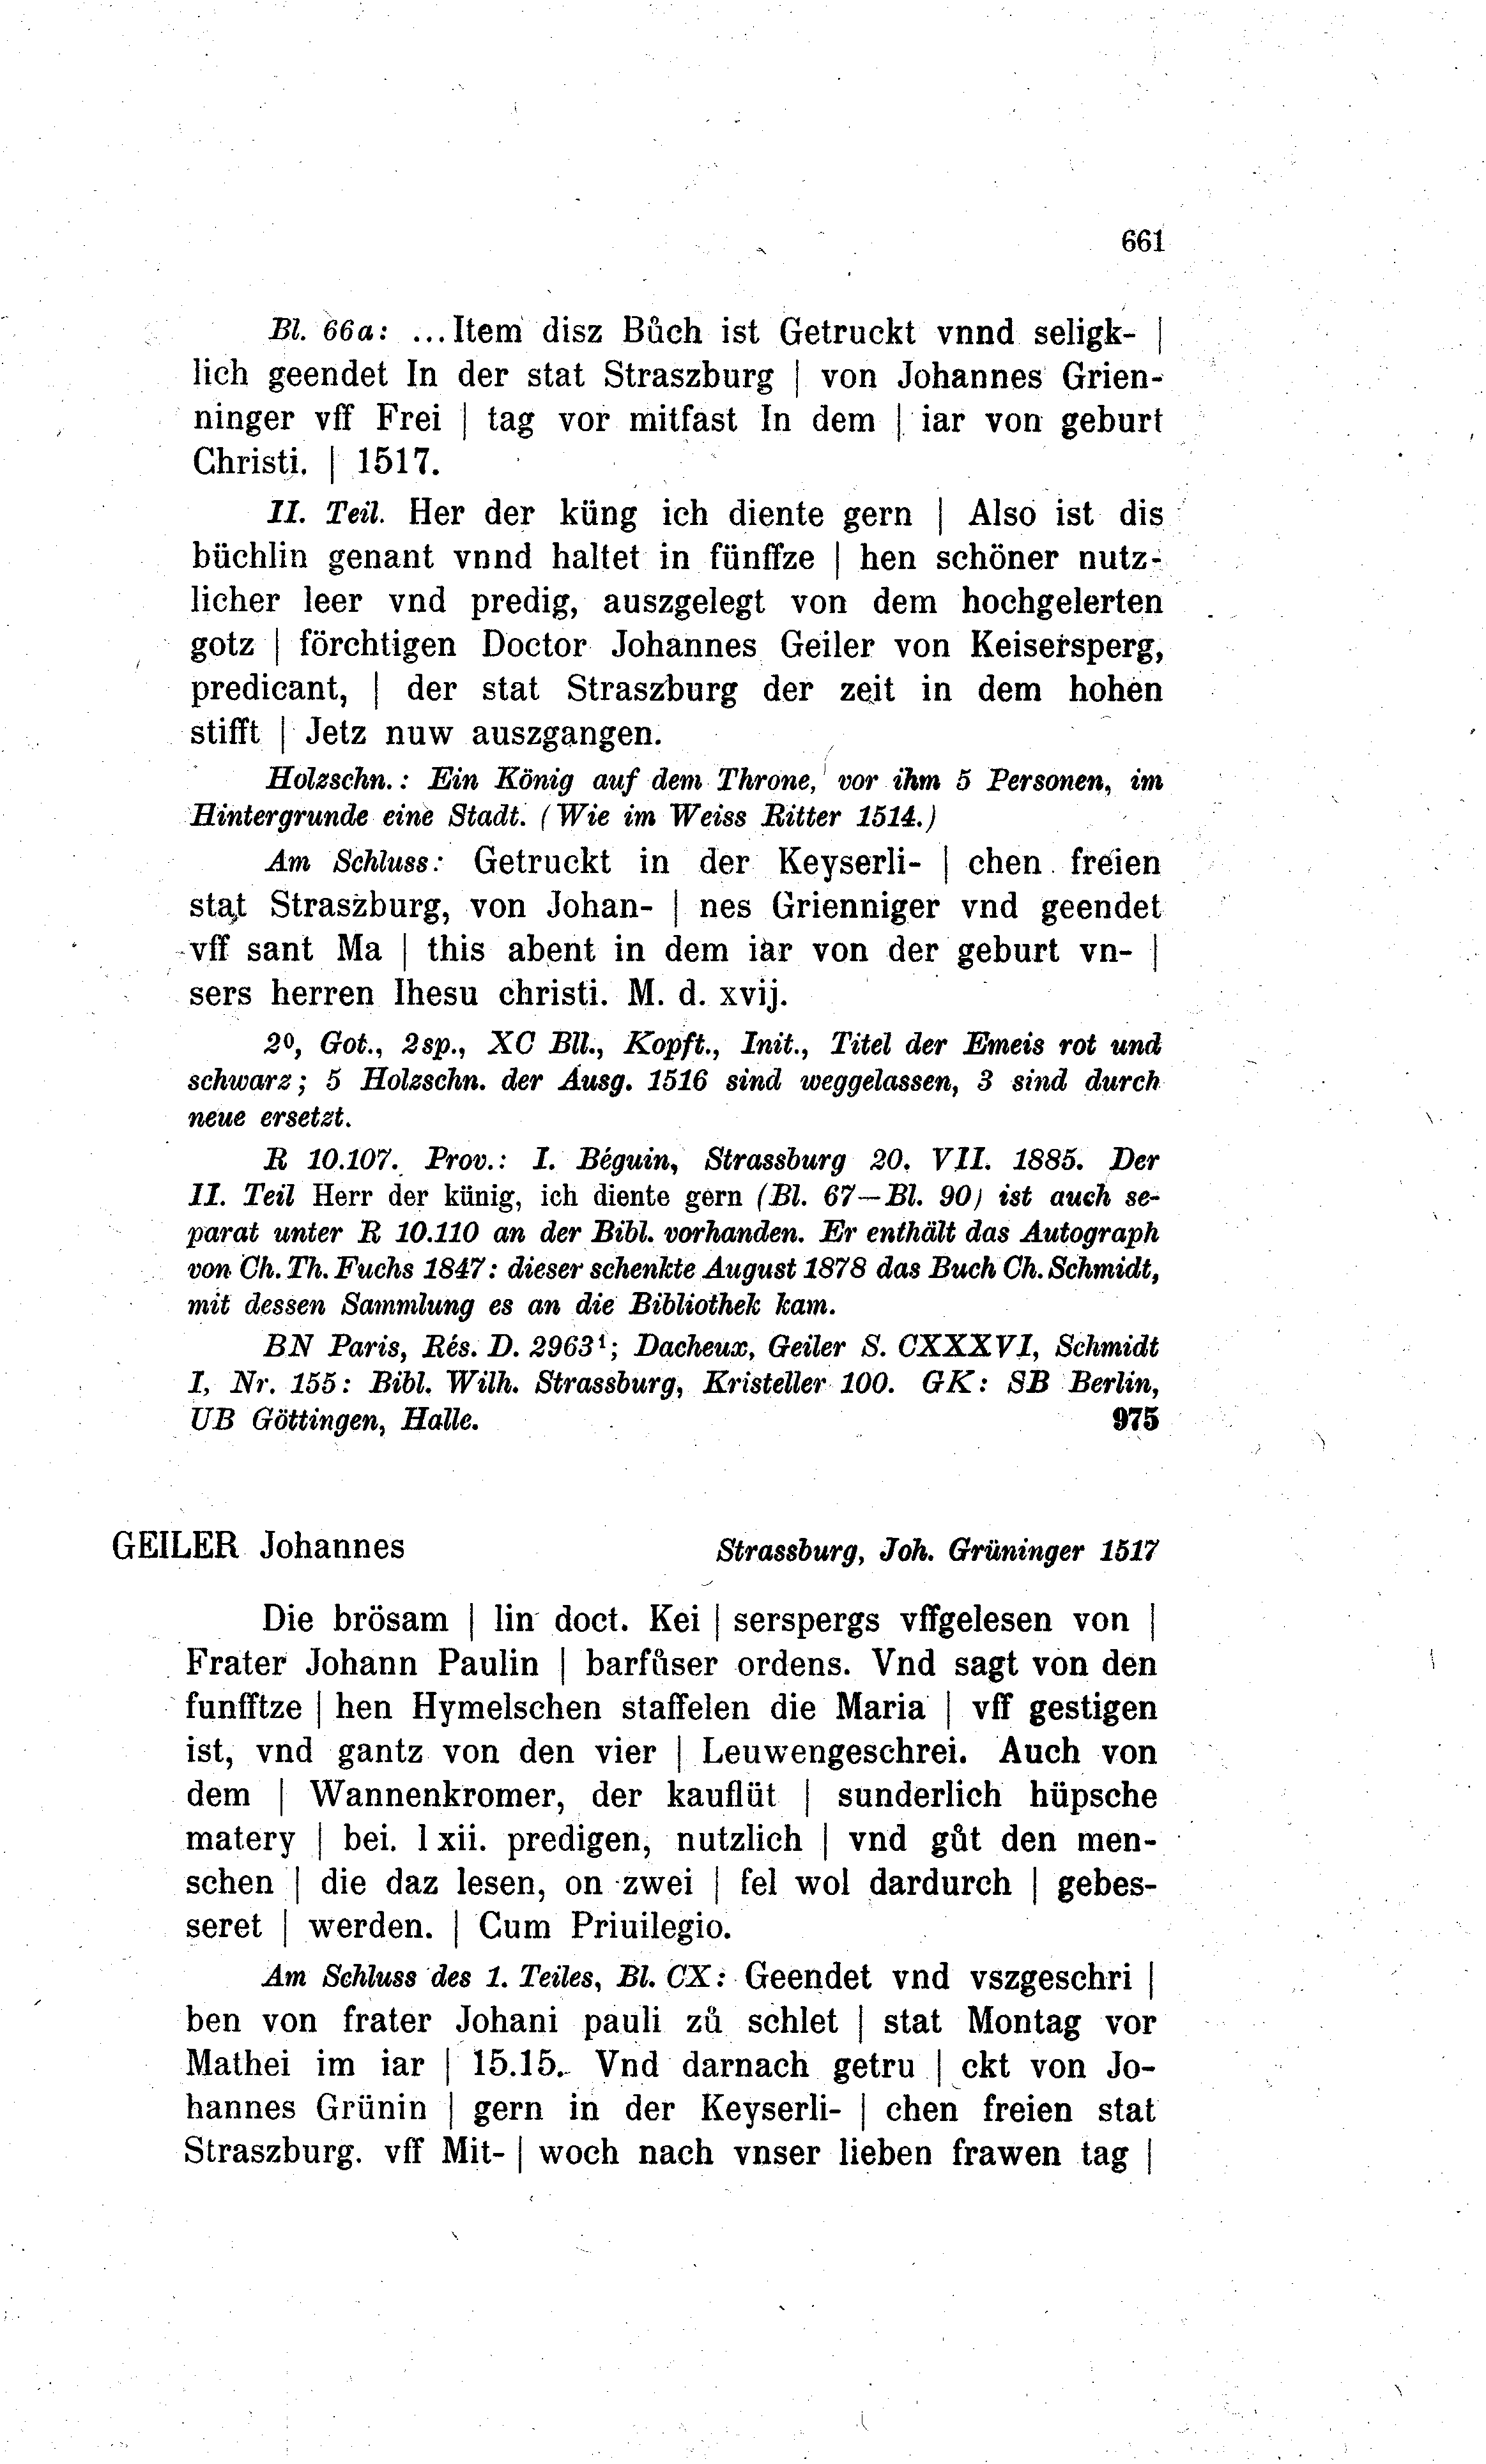 661
Bl. 66a: ...Item disz Bůch ist Getruckt vnnd seligk- |
lich geendet In der stat Straszburg | von Johannes Grien-
ninger vff Frei | tag vor mitfast In dem | iar von geburt
Christi. | 1517.
II. Teil. Her der küng ich diente gern | Also ist dis
büchlin genant vnnd haltet in fünffze | hen schöner nutz-
licher leer vnd predig, auszgelegt von dem hochgelerten
gotz | förchtigen Doctor Johannes Geiler von Keisersperg,
predicant, | der stat Straszburg der zeit in dem hohen
stifft | Jetz nuw auszgangen.
Holzschn.: Ein König auf dem Throne, vor ihm 5 Personen, im
Hintergrunde eine Stadt. (Wie im Weiss Ritter 1514.)
Am Schluss: Getruckt in der Keyserli- | chen freien
stat Straszburg, von Johan- | nes Grienniger vnd geendet
vff sant Ma | this abent in dem iar von der geburt vn- |
sers herren Ihesu christi. M. d. xvij.
2º, Got., 2sp., XC Bll., Kopft., Init., Titel der Emeis rot und
schwarz; 5 Holzschn. der Ausg. 1516 sind weggelassen, 3 sind durch
neue ersetzt.
R 10.107. Prov.: I. Béguin, Strassburg 20. VII. 1885. Der
II. Teil Herr der künig, ich diente gern (Bl. 67—Bl. 90) ist auch se-
parat unter R 10.110 an der Bibl. vorhanden. Er enthält das Autograph
von Ch. Th. Fuchs 1847: dieser schenkte August 1878 das Buch Ch. Schmidt,
mit dessen Sammlung es an die Bibliothek kam.
BN Paris, Rés. D. 2963¹; Dacheux, Geiler S. CXXXVI, Schmidt
I, Nr. 155: Bibl. Wilh. Strassburg, Kristeller 100. GK: SB Berlin,
UB Göttingen, Halle. 975
GEILER Johannes Strassburg, Joh. Grüninger 1517
Die brösam | lin doct. Kei | serspergs vffgelesen von |
Frater Johann Paulin | barfůser ordens. Vnd sagt von den
funfftze | hen Hymelschen staffelen die Maria | vff gestigen
ist, vnd gantz von den vier | Leuwengeschrei. Auch von
dem | Wannenkromer, der kauflüt | sunderlich hüpsche
matery | bei. lxii. predigen, nutzlich | vnd gůt den men-
schen | die daz lesen, on zwei | fel wol dardurch | gebes-
seret | werden. | Cum Priuilegio.
Am Schluss des 1. Teiles, Bl. CX: Geendet vnd vszgeschri |
ben von frater Johani pauli zů schlet | stat Montag vor
Mathei im iar | 15.15. Vnd darnach getru | ckt von Jo-
hannes Grünin | gern in der Keyserli- | chen freien stat
Straszburg. vff Mit- | woch nach vnser lieben frawen tag |